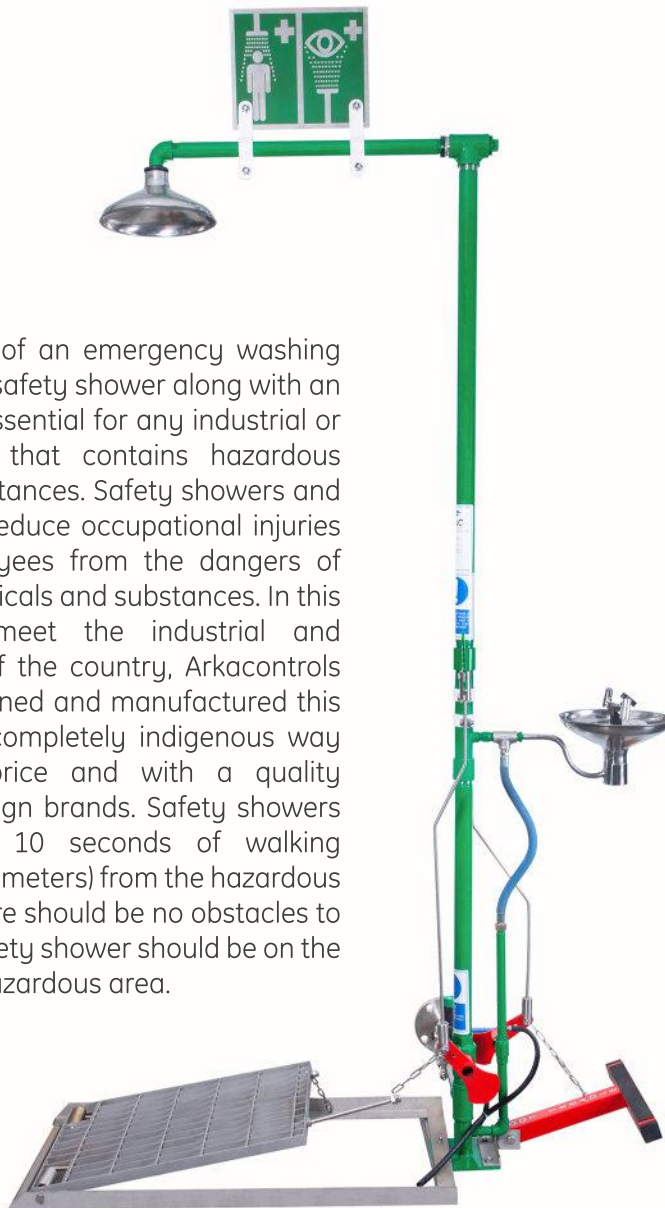 of an emergency washing
safety shower along with an
ssential for any industrial or
that contains hazardous
tances. Safety showers and
educe occupational injuries
yees from the dangers of
icals and substances. In this
meet the industrial and
f the country, Arkacontrols
ned and manufactured this
completely indigenous way
orice and with a quality
ign brands. Safety showers
10 seconds of walking
meters) from the hazardous
re should be no obstacles to
ety shower should be on the
azardous area.